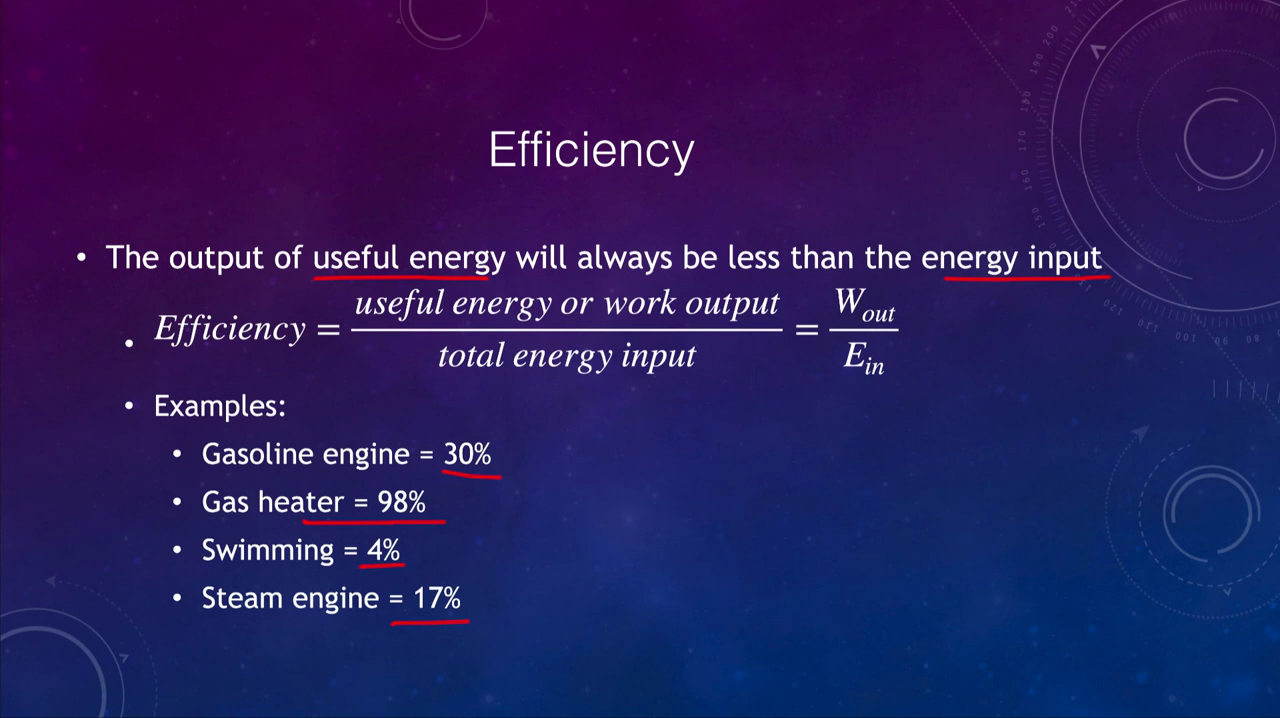 Efficiency
• The output of useful energy will always be less than the energy input
• Efficiency = useful energy or work output / total energy input = W_out / E_in
• Examples:
• Gasoline engine = 30%
• Gas heater = 98%
• Swimming = 4%
• Steam engine = 17%